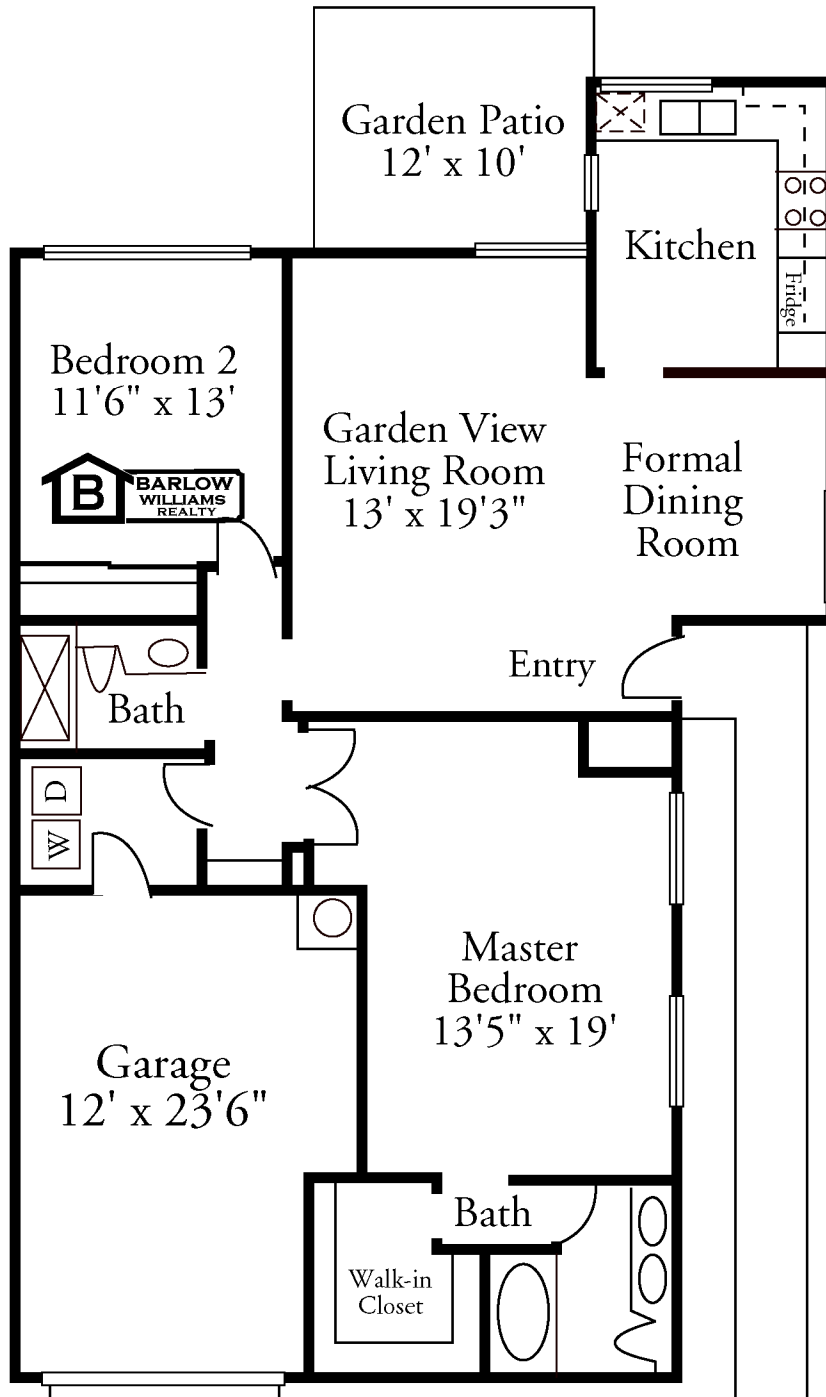 Garden Patio
12' x 10'
Kitchen
Fridge
Bedroom 2
11'6" x 13'
Garden View
Living Room
13' x 19'3"
Formal
Dining
Room
B
BARLOW
WILLIAMS
REALTY
Entry
Bath
D
W
Master
Bedroom
13'5" x 19'
Garage
12' x 23'6"
Bath
Walk-in
Closet